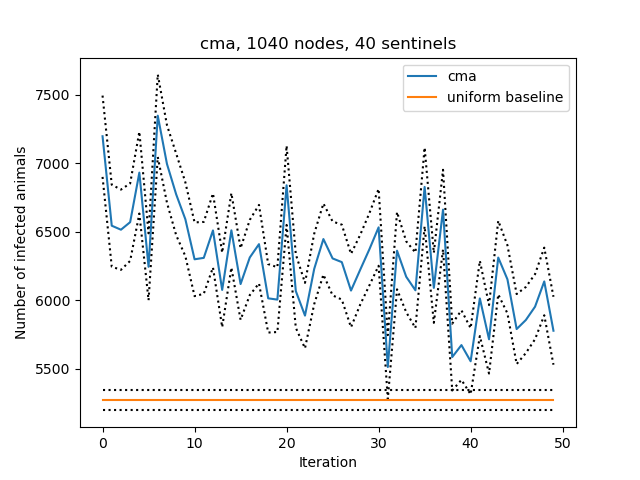 cma, 1040 nodes, 40 sentinels
cma
uniform baseline
Number of infected animals
7500
7000
6500
6000
5500
0 10 20 30 40 50
Iteration